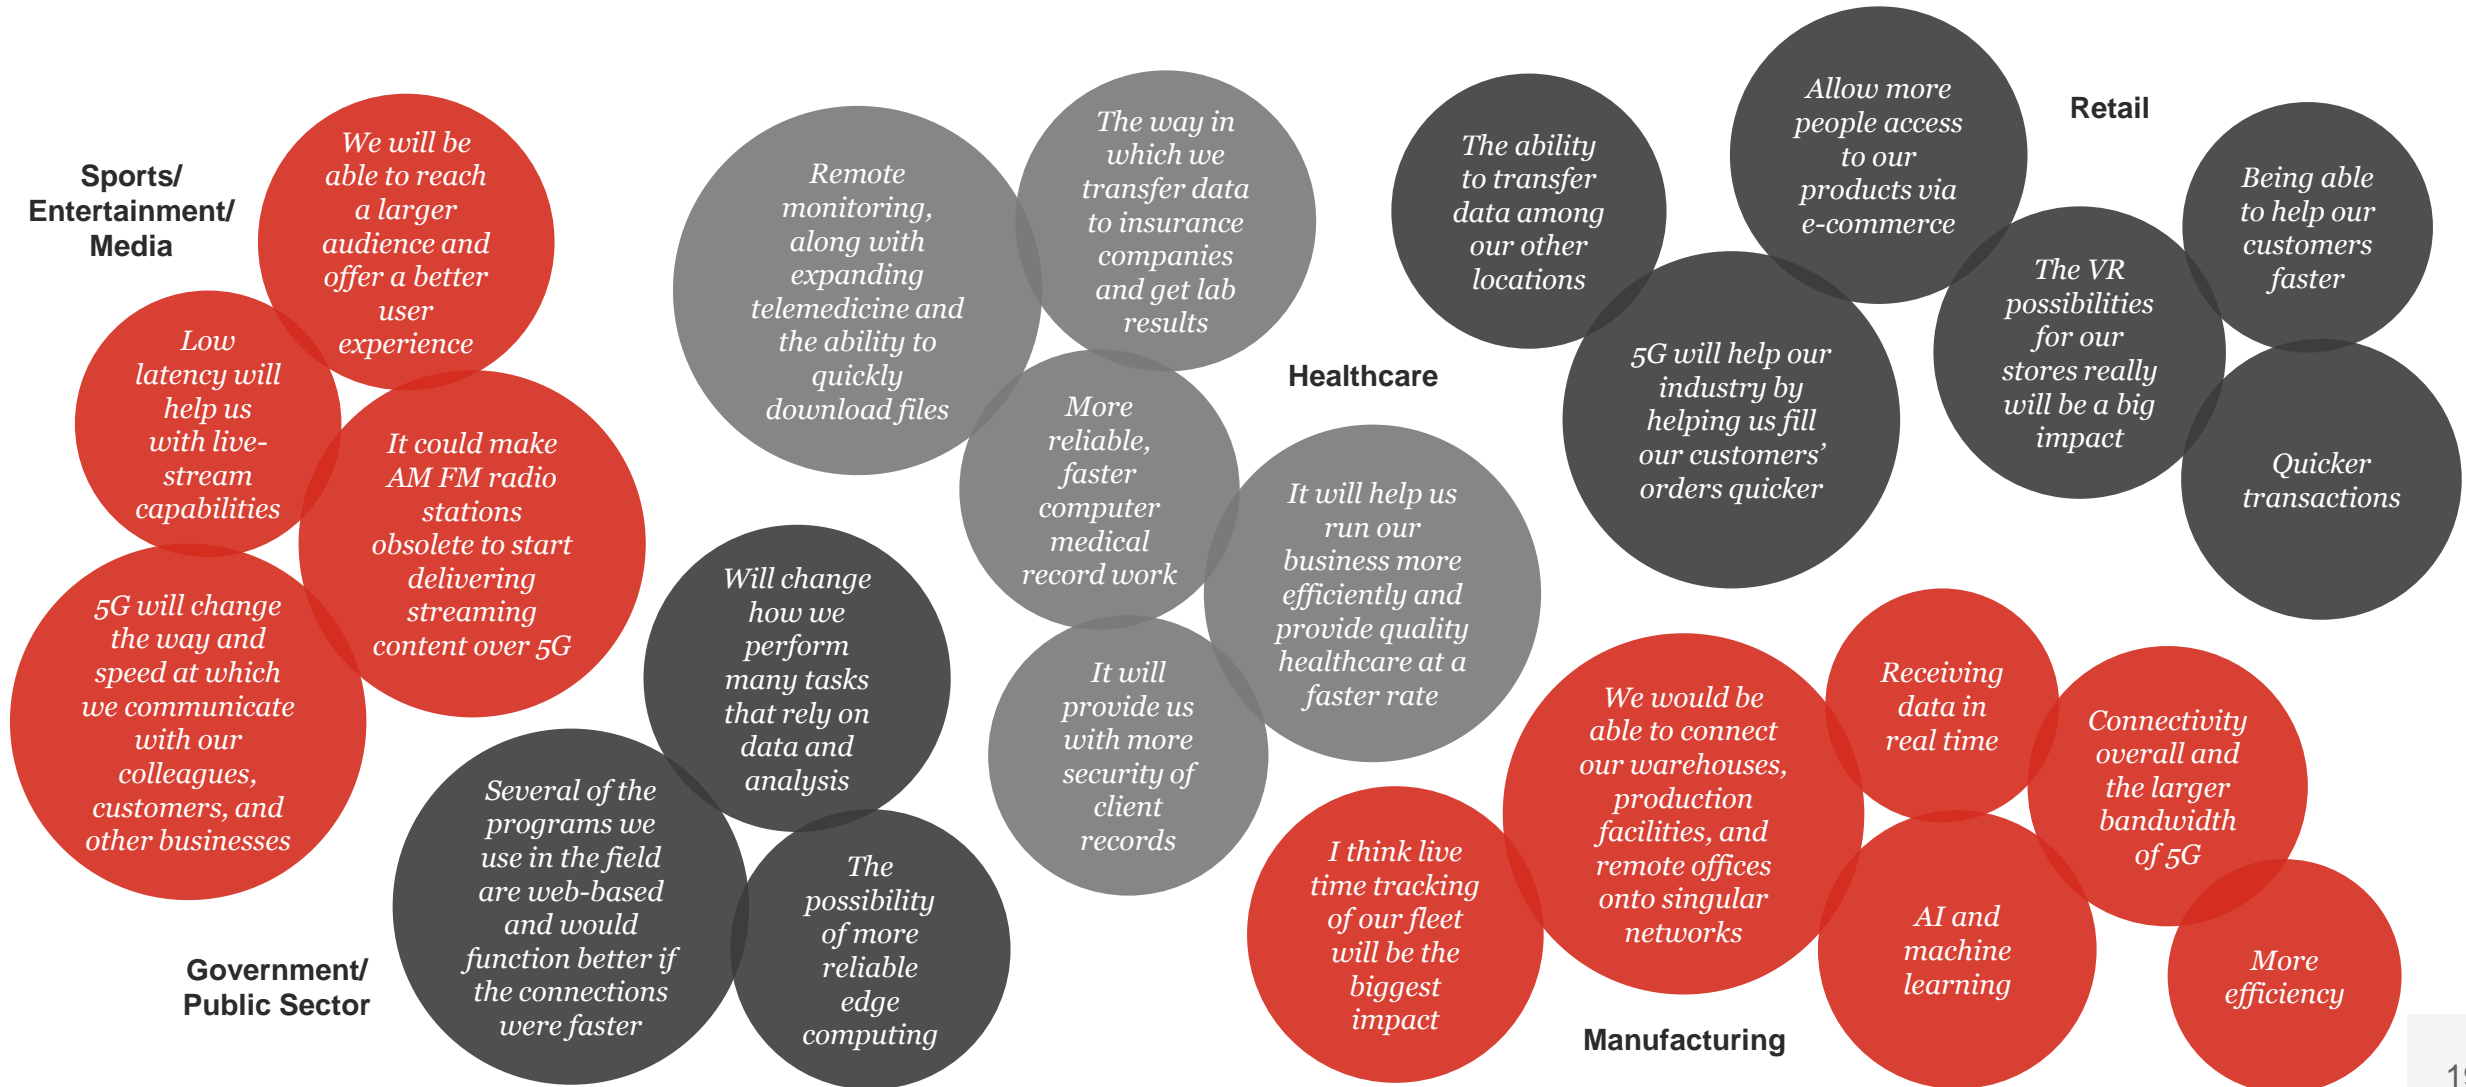 Sports/
Entertainment/
Media
We will be
able to reach
a larger
audience and
offer a better
user
experience
Low
latency will
help us
with live-
stream
capabilities
It could make
AM FM radio
stations
obsolete to start
delivering
streaming
content over 5G
5G will change
the way and
speed at which
we communicate
with our
colleagues,
customers, and
other businesses
Government/
Public Sector
Will change
how we
perform
many tasks
that rely on
data and
analysis
Several of the
programs we
use in the field
are web-based
and would
function better if
the connections
were faster
The
possibility
of more
reliable
edge
computing
Healthcare
Remote
monitoring,
along with
expanding
telemedicine and
the ability to
quickly
download files
The way in
which we
transfer data
to insurance
companies
and get lab
results
More
reliable,
faster
computer
medical
record work
It will help us
run our
business more
efficiently and
provide quality
healthcare at a
faster rate
It will
provide us
with more
security of
client
records
Retail
The ability
to transfer
data among
our other
locations
Allow more
people access
to our
products via
e-commerce
5G will help our
industry by
helping us fill
our customers’
orders quicker
The VR
possibilities
for our
stores really
will be a big
impact
Being able
to help our
customers
faster
Quicker
transactions
Manufacturing
I think live
time tracking
of our fleet
will be the
biggest
impact
We would be
able to connect
our warehouses,
production
facilities, and
remote offices
onto singular
networks
Receiving
data in
real time
Connectivity
overall and
the larger
bandwidth
of 5G
AI and
machine
learning
More
efficiency
19